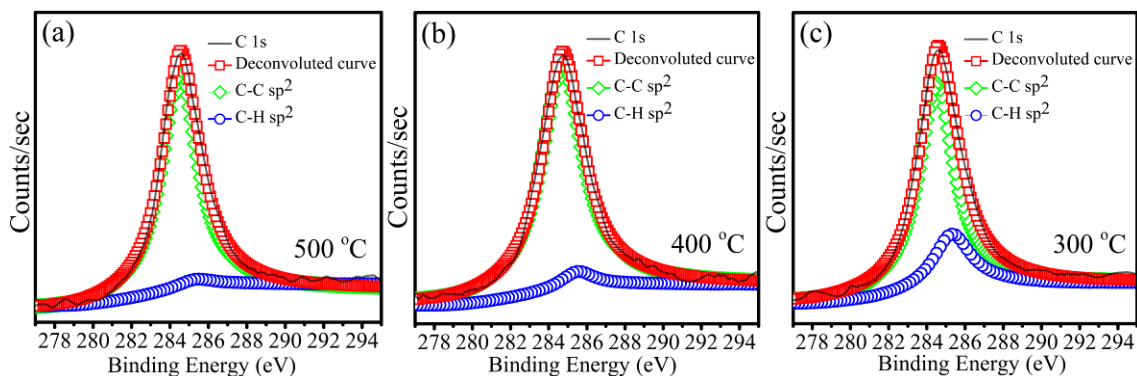 (a)
C 1s
Deconvoluted curve
C-C sp²
C-H sp²
500 °C
Counts/sec
278 280 282 284 286 288 290 292 294
Binding Energy (eV)
(b)
C 1s
Deconvoluted curve
C-C sp²
C-H sp²
400 °C
Counts/sec
278 280 282 284 286 288 290 292 294
Binding Energy (eV)
(c)
C 1s
Deconvoluted curve
C-C sp²
C-H sp²
300 °C
Counts/sec
278 280 282 284 286 288 290 292 294
Binding Energy (eV)